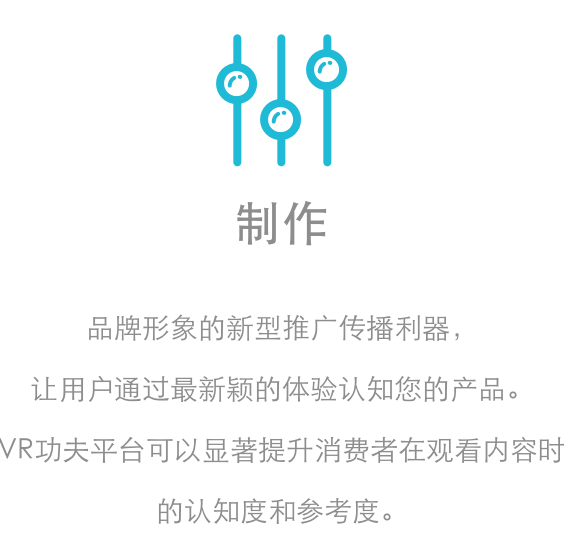 制作
品牌形象的新型推广传播利器，
让用户通过最新颖的体验认知您的产品。
VR功夫平台可以显著提升消费者在观看内容时
的认知度和参考度。